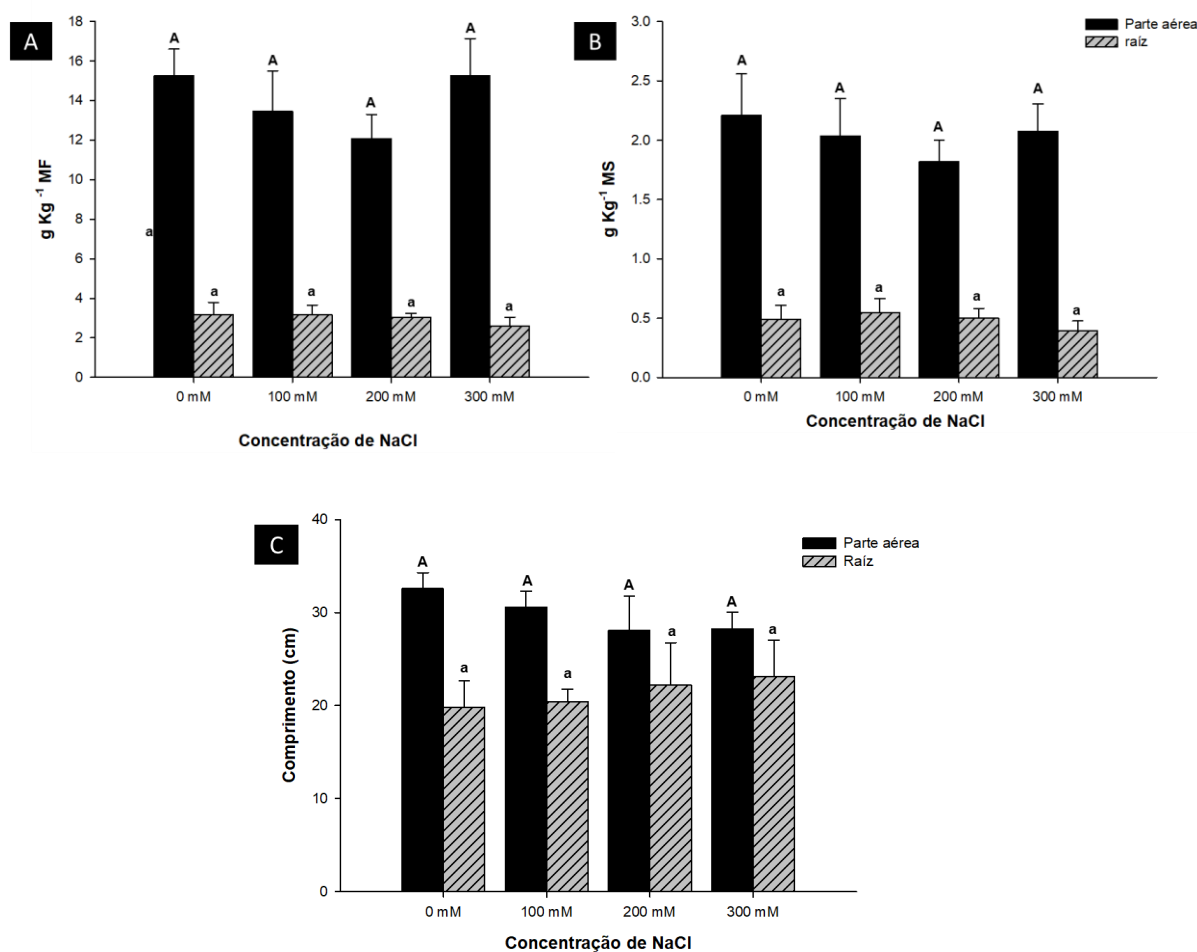 A
18
16
14
12
10
8
6
4
2
0
g Kg -1 MF
A
A
A
A
a
a
a
a
a
0 mM
100 mM
200 mM
300 mM
Concentração de NaCl
B
3.0
2.5
2.0
1.5
1.0
0.5
0.0
g Kg-1 MS
Parte aérea
raíz
A
A
A
A
a
a
a
a
0 mM
100 mM
200 mM
300 mM
Concentração de NaCl
C
40
30
20
10
0
Comprimento (cm)
Parte aérea
Raíz
A
A
A
A
a
a
a
a
0 mM
100 mM
200 mM
300 mM
Concentração de NaCl